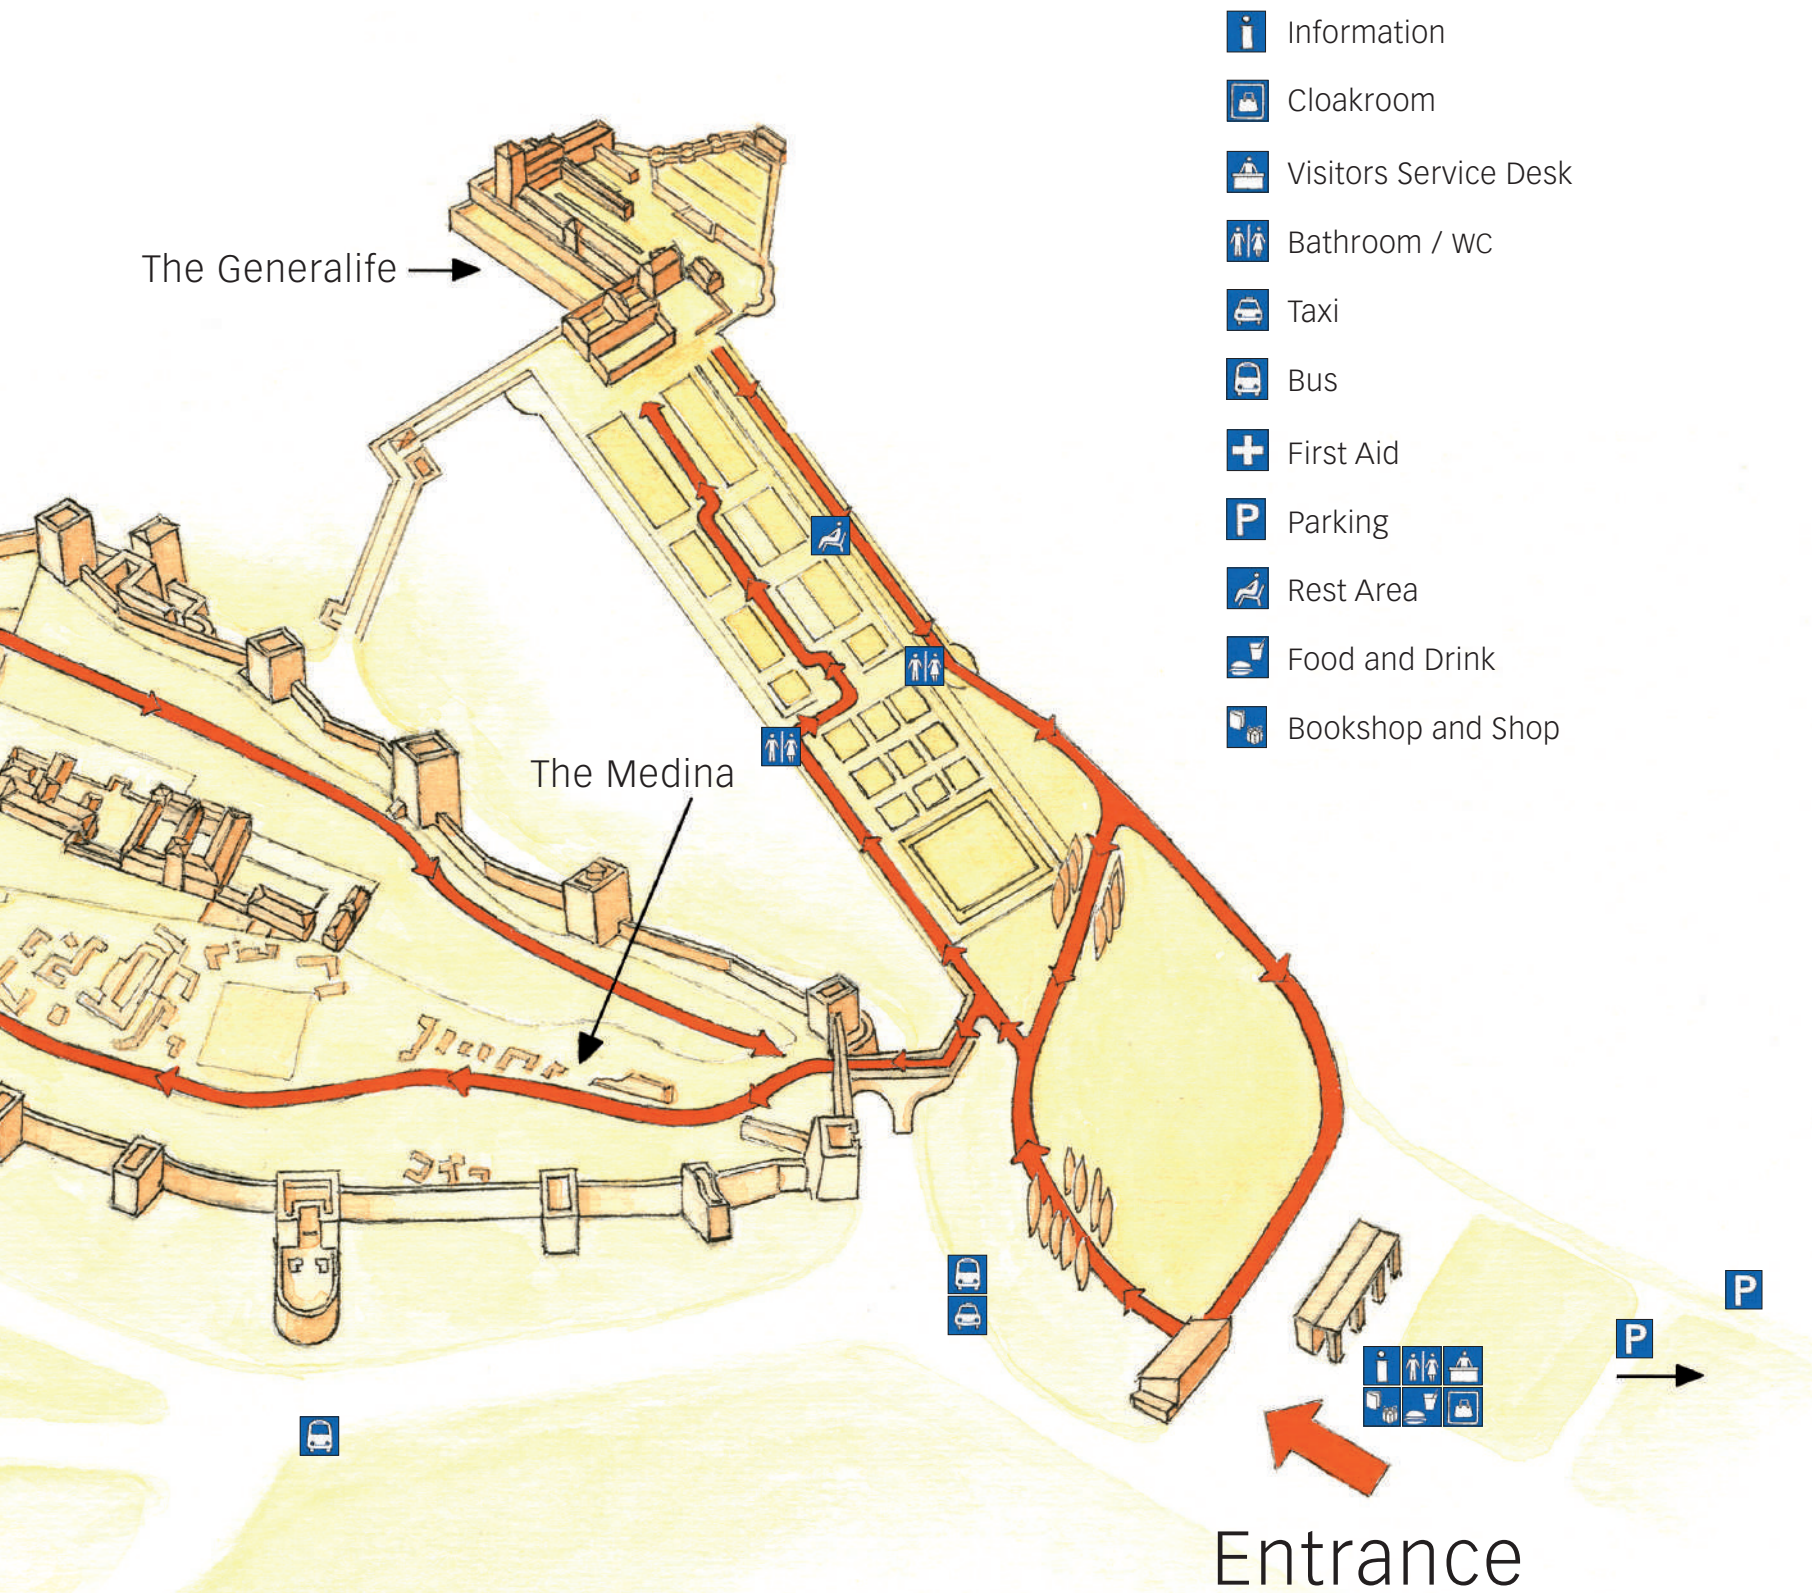 Information
Cloakroom
Visitors Service Desk
Bathroom / WC
Taxi
Bus
First Aid
P Parking
Rest Area
Food and Drink
Bookshop and Shop
The Generalife
The Medina
P
P
Entrance